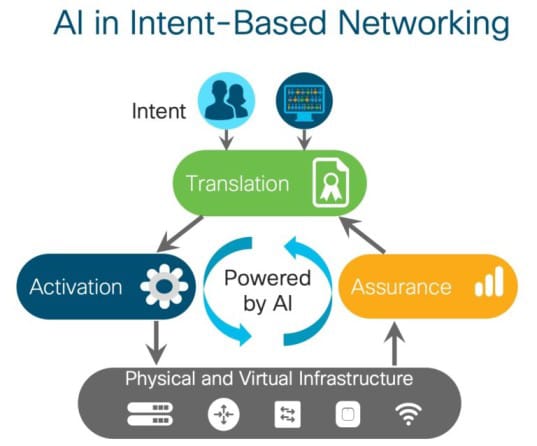 AI in Intent-Based Networking
Intent
Translation
Activation
Powered
by AI
Assurance
Physical and Virtual Infrastructure